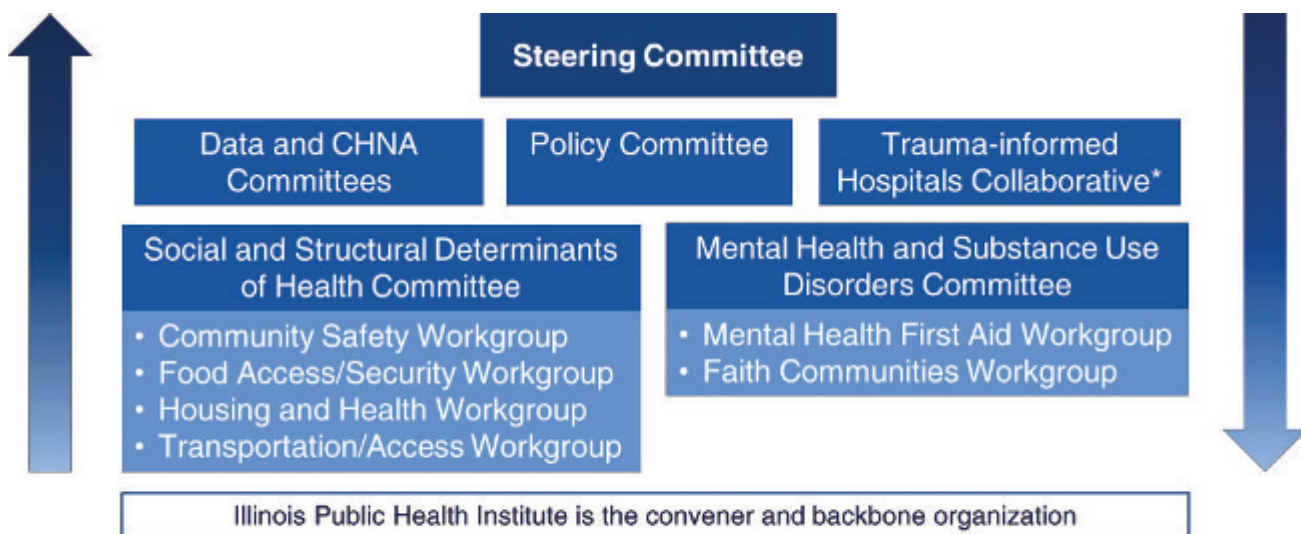 Steering Committee
Data and CHNA
Committees
Policy Committee
Trauma-informed
Hospitals Collaborative*
Social and Structural Determinants
of Health Committee
• Community Safety Workgroup
• Food Access/Security Workgroup
• Housing and Health Workgroup
• Transportation/Access Workgroup
Mental Health and Substance Use
Disorders Committee
• Mental Health First Aid Workgroup
• Faith Communities Workgroup
Illinois Public Health Institute is the convener and backbone organization